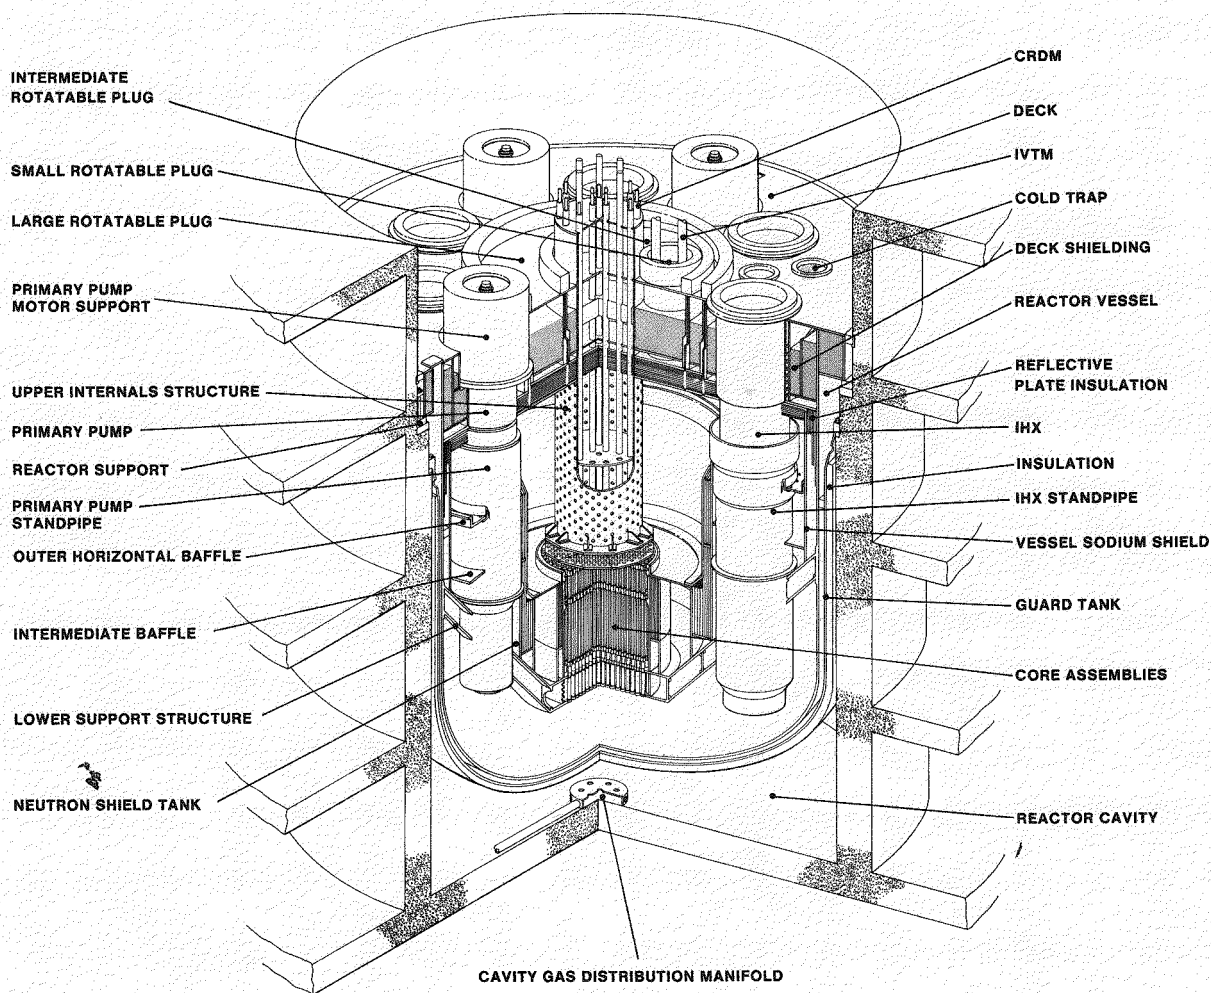 INTERMEDIATE
ROTATABLE PLUG
SMALL ROTATABLE PLUG
LARGE ROTATABLE PLUG
PRIMARY PUMP
MOTOR SUPPORT
UPPER INTERNALS STRUCTURE
PRIMARY PUMP
REACTOR SUPPORT
PRIMARY PUMP
STANDPIPE
OUTER HORIZONTAL BAFFLE
INTERMEDIATE BAFFLE
LOWER SUPPORT STRUCTURE
NEUTRON SHIELD TANK
CRDM
DECK
IVTM
COLD TRAP
DECK SHIELDING
REACTOR VESSEL
REFLECTIVE
PLATE INSULATION
IHX
INSULATION
IHX STANDPIPE
VESSEL SODIUM SHIELD
GUARD TANK
CORE ASSEMBLIES
REACTOR CAVITY
CAVITY GAS DISTRIBUTION MANIFOLD